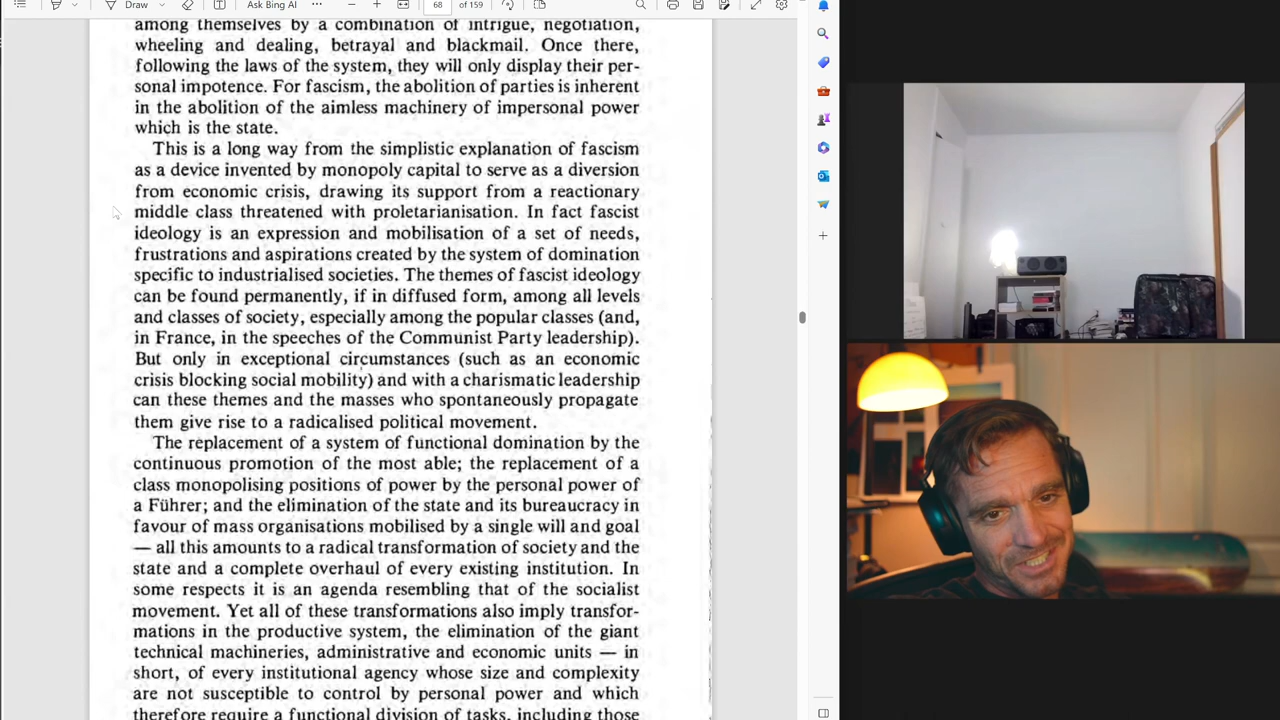 Draw
Ask Bing AI
68
of 159
among themselves by a combination of intrigue, negotiation,
wheeling and dealing, betrayal and blackmail. Once there,
following the laws of the system, they will only display their per-
sonal impotence. For fascism, the abolition of parties is inherent
in the abolition of the aimless machinery of impersonal power
which is the state.
This is a long way from the simplistic explanation of fascism
as a device invented by monopoly capital to serve as a diversion
from economic crisis, drawing its support from a reactionary
middle class threatened with proletarianisation. In fact fascist
ideology is an expression and mobilisation of a set of needs,
frustrations and aspirations created by the system of domination
specific to industrialised societies. The themes of fascist ideology
can be found permanently, if in diffused form, among all levels
and classes of society, especially among the popular classes (and,
in France, in the speeches of the Communist Party leadership).
But only in exceptional circumstances (such as an economic
crisis blocking social mobility) and with a charismatic leadership
can these themes and the masses who spontaneously propagate
them give rise to a radicalised political movement.
The replacement of a system of functional domination by the
continuous promotion of the most able; the replacement of a
class monopolising positions of power by the personal power of
a Führer; and the elimination of the state and its bureaucracy in
favour of mass organisations mobilised by a single will and goal
— all this amounts to a radical transformation of society and the
state and a complete overhaul of every existing institution. In
some respects it is an agenda resembling that of the socialist
movement. Yet all of these transformations also imply transfor-
mations in the productive system, the elimination of the giant
technical machineries, administrative and economic units — in
short, of every institutional agency whose size and complexity
are not susceptible to control by personal power and which
therefore require a functional division of tasks, including those